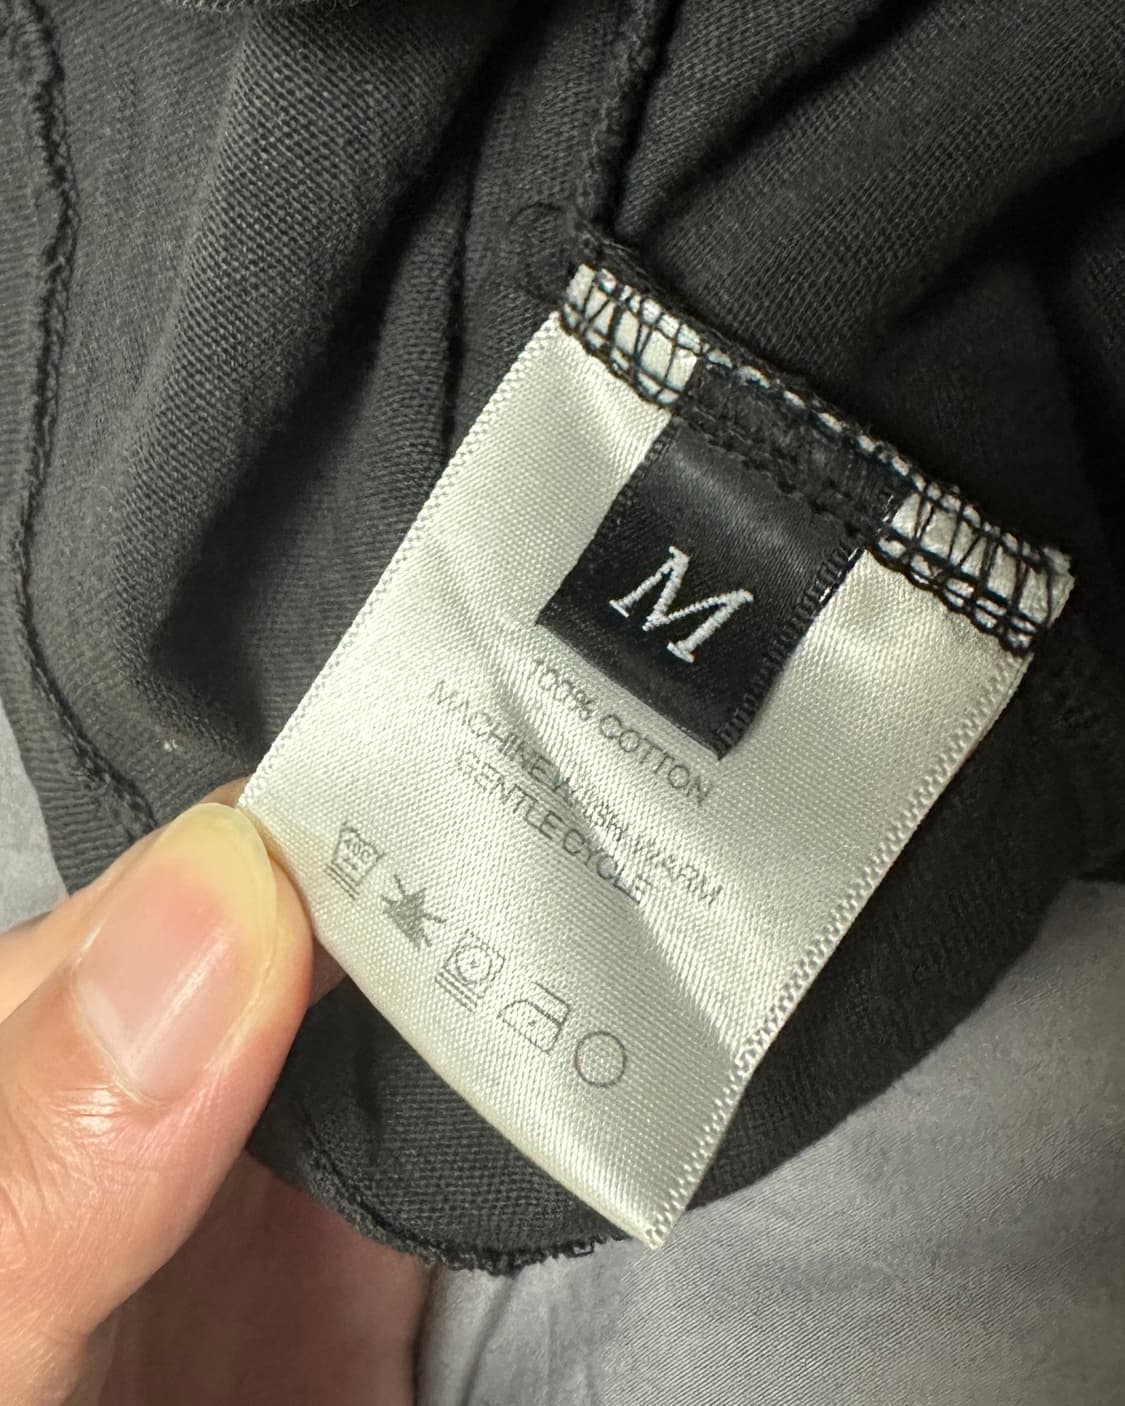 M
100% COTTON
MACHINE WASH WARM
GENTLE CYCLE